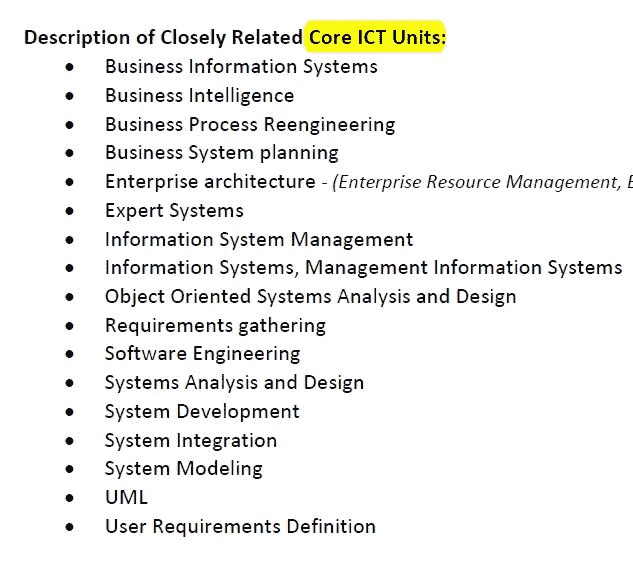 Description of Closely Related Core ICT Units:
• Business Information Systems
• Business Intelligence
• Business Process Reengineering
• Business System planning
• Enterprise architecture - (Enterprise Resource Management,
• Expert Systems
• Information System Management
• Information Systems, Management Information Systems
• Object Oriented Systems Analysis and Design
• Requirements gathering
• Software Engineering
• Systems Analysis and Design
• System Development
• System Integration
• System Modeling
• UML
• User Requirements Definition